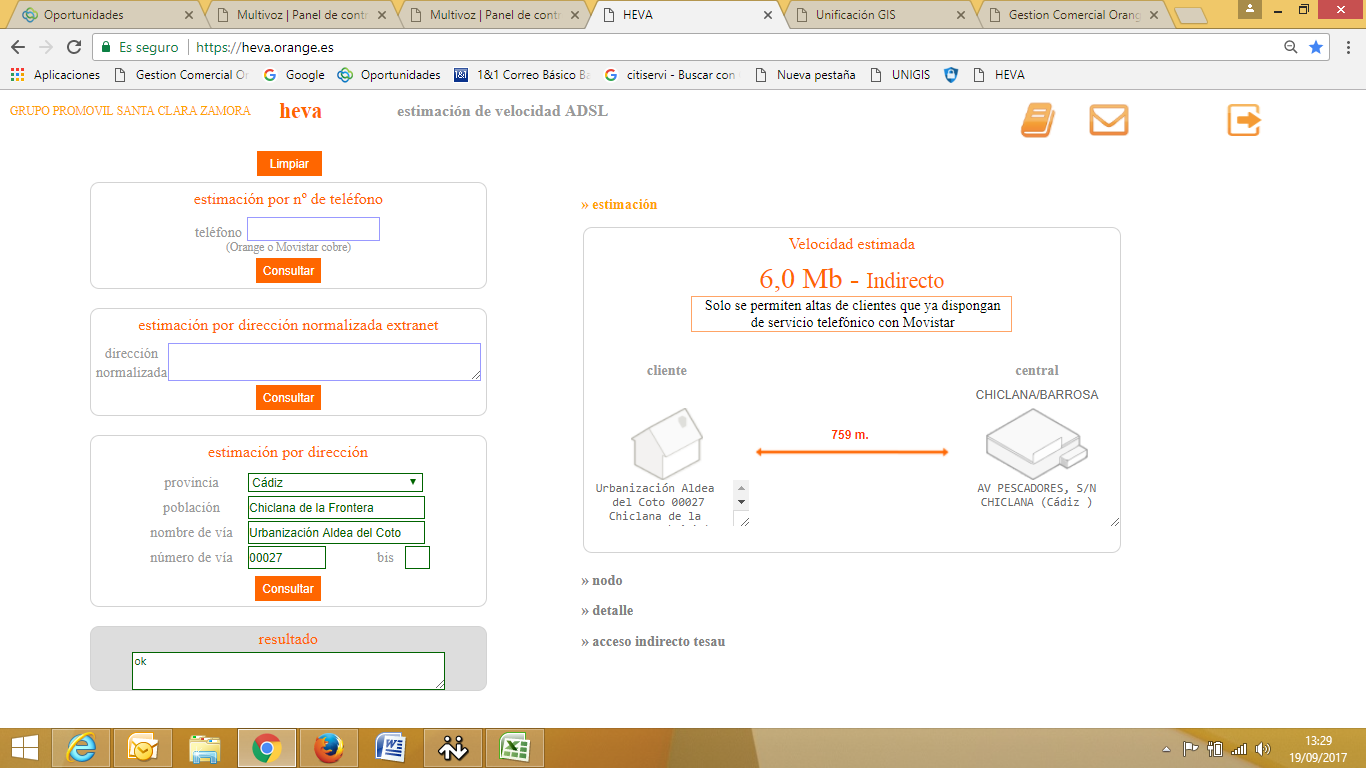 Oportunidades
Multivoz | Panel de contr
Multivoz | Panel de contr
HEVA
Unificación GIS
Gestion Comercial Orang
Es seguro
https://heva.orange.es
Aplicaciones
Gestion Comercial Or
Google
Oportunidades
1&1
1&1 Correo Básico Ba
citiservi - Buscar con
Nueva pestaña
UNIGIS
HEVA
GRUPO PROMOVIL SANTA CLARA ZAMORA
heva
estimación de velocidad ADSL
Limpiar
estimación por nº de teléfono
teléfono
(Orange o Movistar cobre)
Consultar
estimación por dirección normalizada extranet
dirección
normalizada
Consultar
estimación por dirección
provincia Cádiz
población Chiclana de la Frontera
nombre de vía Urbanización Aldea del Coto
número de vía 00027 bis
Consultar
resultado
ok
» estimación
Velocidad estimada
6,0 Mb - Indirecto
Solo se permiten altas de clientes que ya dispongan
de servicio telefónico con Movistar
cliente
central
CHICLANA/BARROSA
759 m.
Urbanización Aldea
del Coto 00027
Chiclana de la
AV PESCADORES, S/N
CHICLANA (Cádiz )
» nodo
» detalle
» acceso indirecto tesau
13:29
19/09/2017